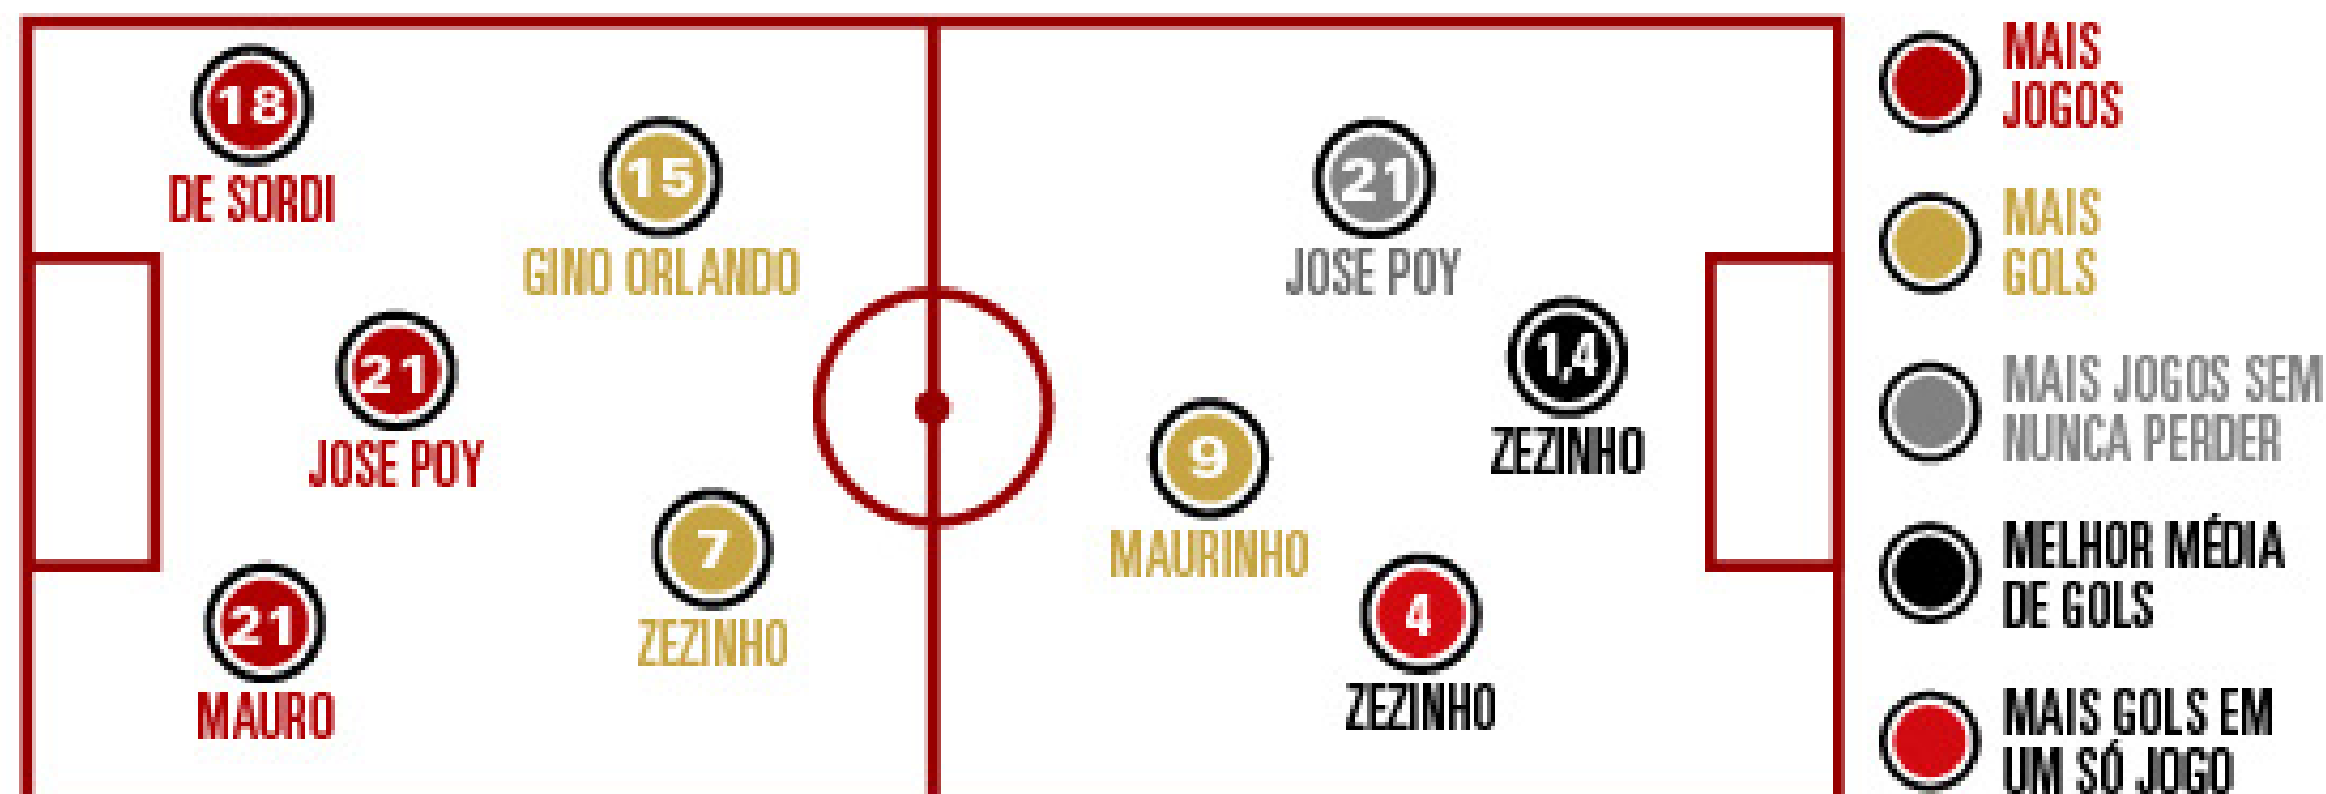 18
DE SORDI
15
GINO ORLANDO
21
JOSE POY
21
MAURO
7
ZEZINHO
21
JOSE POY
1,4
ZEZINHO
9
MAURINHO
4
ZEZINHO
MAIS
JOGOS
MAIS
GOLS
MAIS JOGOS SEM
NUNCA PERDER
MELHOR MÉDIA
DE GOLS
MAIS GOLS EM
UM SÓ JOGO